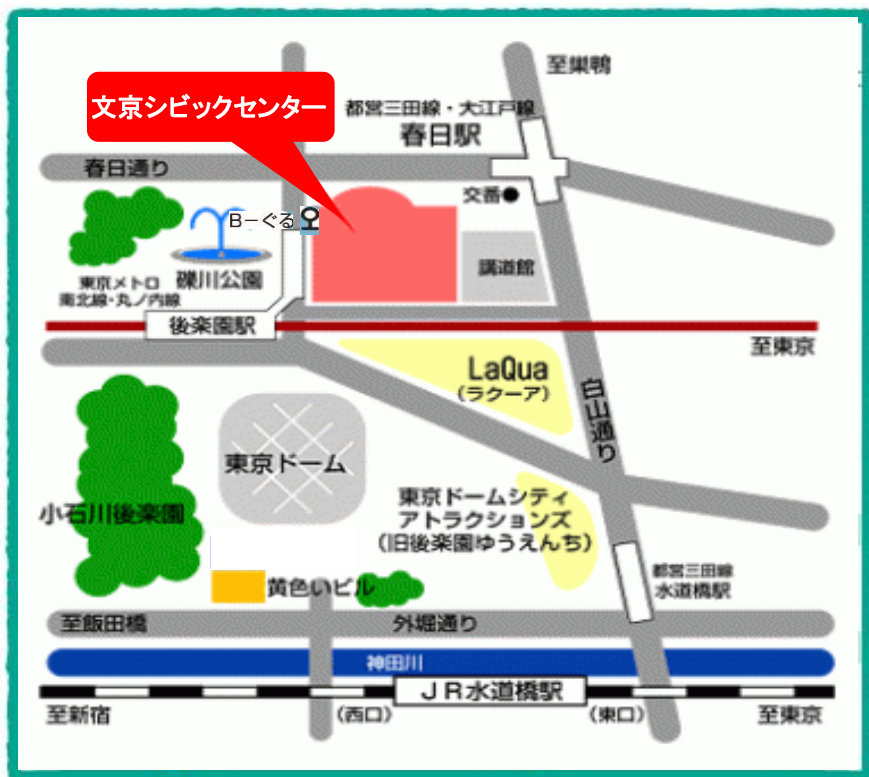 至巣鴨
文京シビックセンター
都営三田線・大江戸線
春日駅
春日通り
交番●
B－ぐる
講道館
東京メトロ
南北線・丸ノ内線
礫川公園
後楽園駅
至東京
LaQua
（ラクーア）
白山通り
東京ドーム
小石川後楽園
東京ドームシティ
アトラクションズ
（旧後楽園ゆうえんち）
都営三田線
水道橋駅
黄色いビル
至飯田橋
外堀通り
神田川
JR水道橋駅
至新宿
（西口）
（東口）
至東京